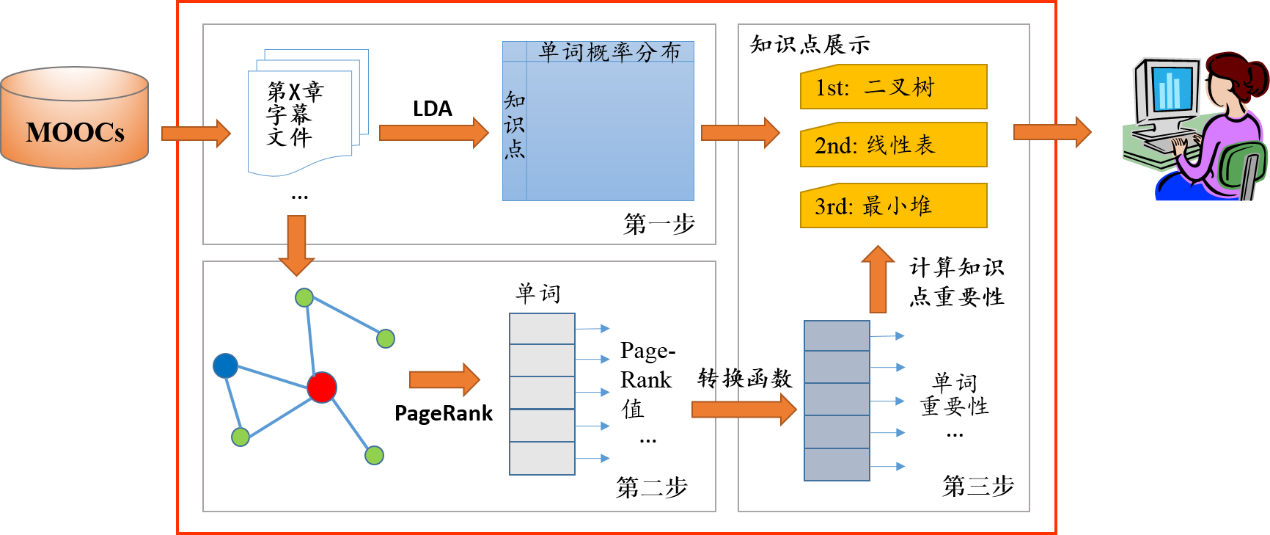 MOOCs
第X章
字幕
文件
...
LDA
单词概率分布
知
识
点
第一步
PageRank
单词
Page-
Rank
值
...
第二步
转换函数
知识点展示
1st: 二叉树
2nd: 线性表
3rd: 最小堆
计算知识
点重要性
单词
重要性
...
第三步